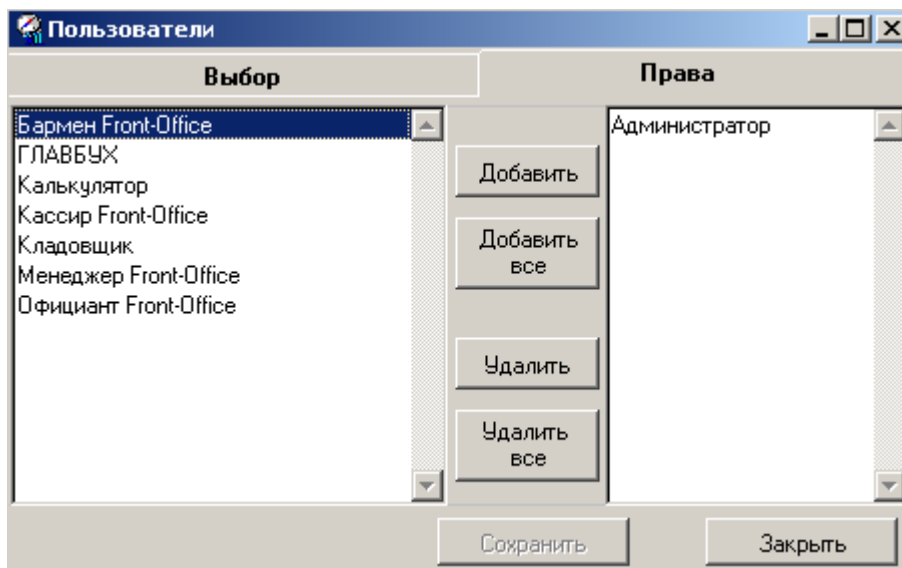 Пользователи
Выбор
Права
Бармен Front-Office
ГЛАВБУХ
Калькулятор
Кассир Front-Office
Кладовщик
Менеджер Front-Office
Официант Front-Office
Добавить
Добавить
все
Удалить
Удалить
все
Администратор
Сохранить
Закрыть